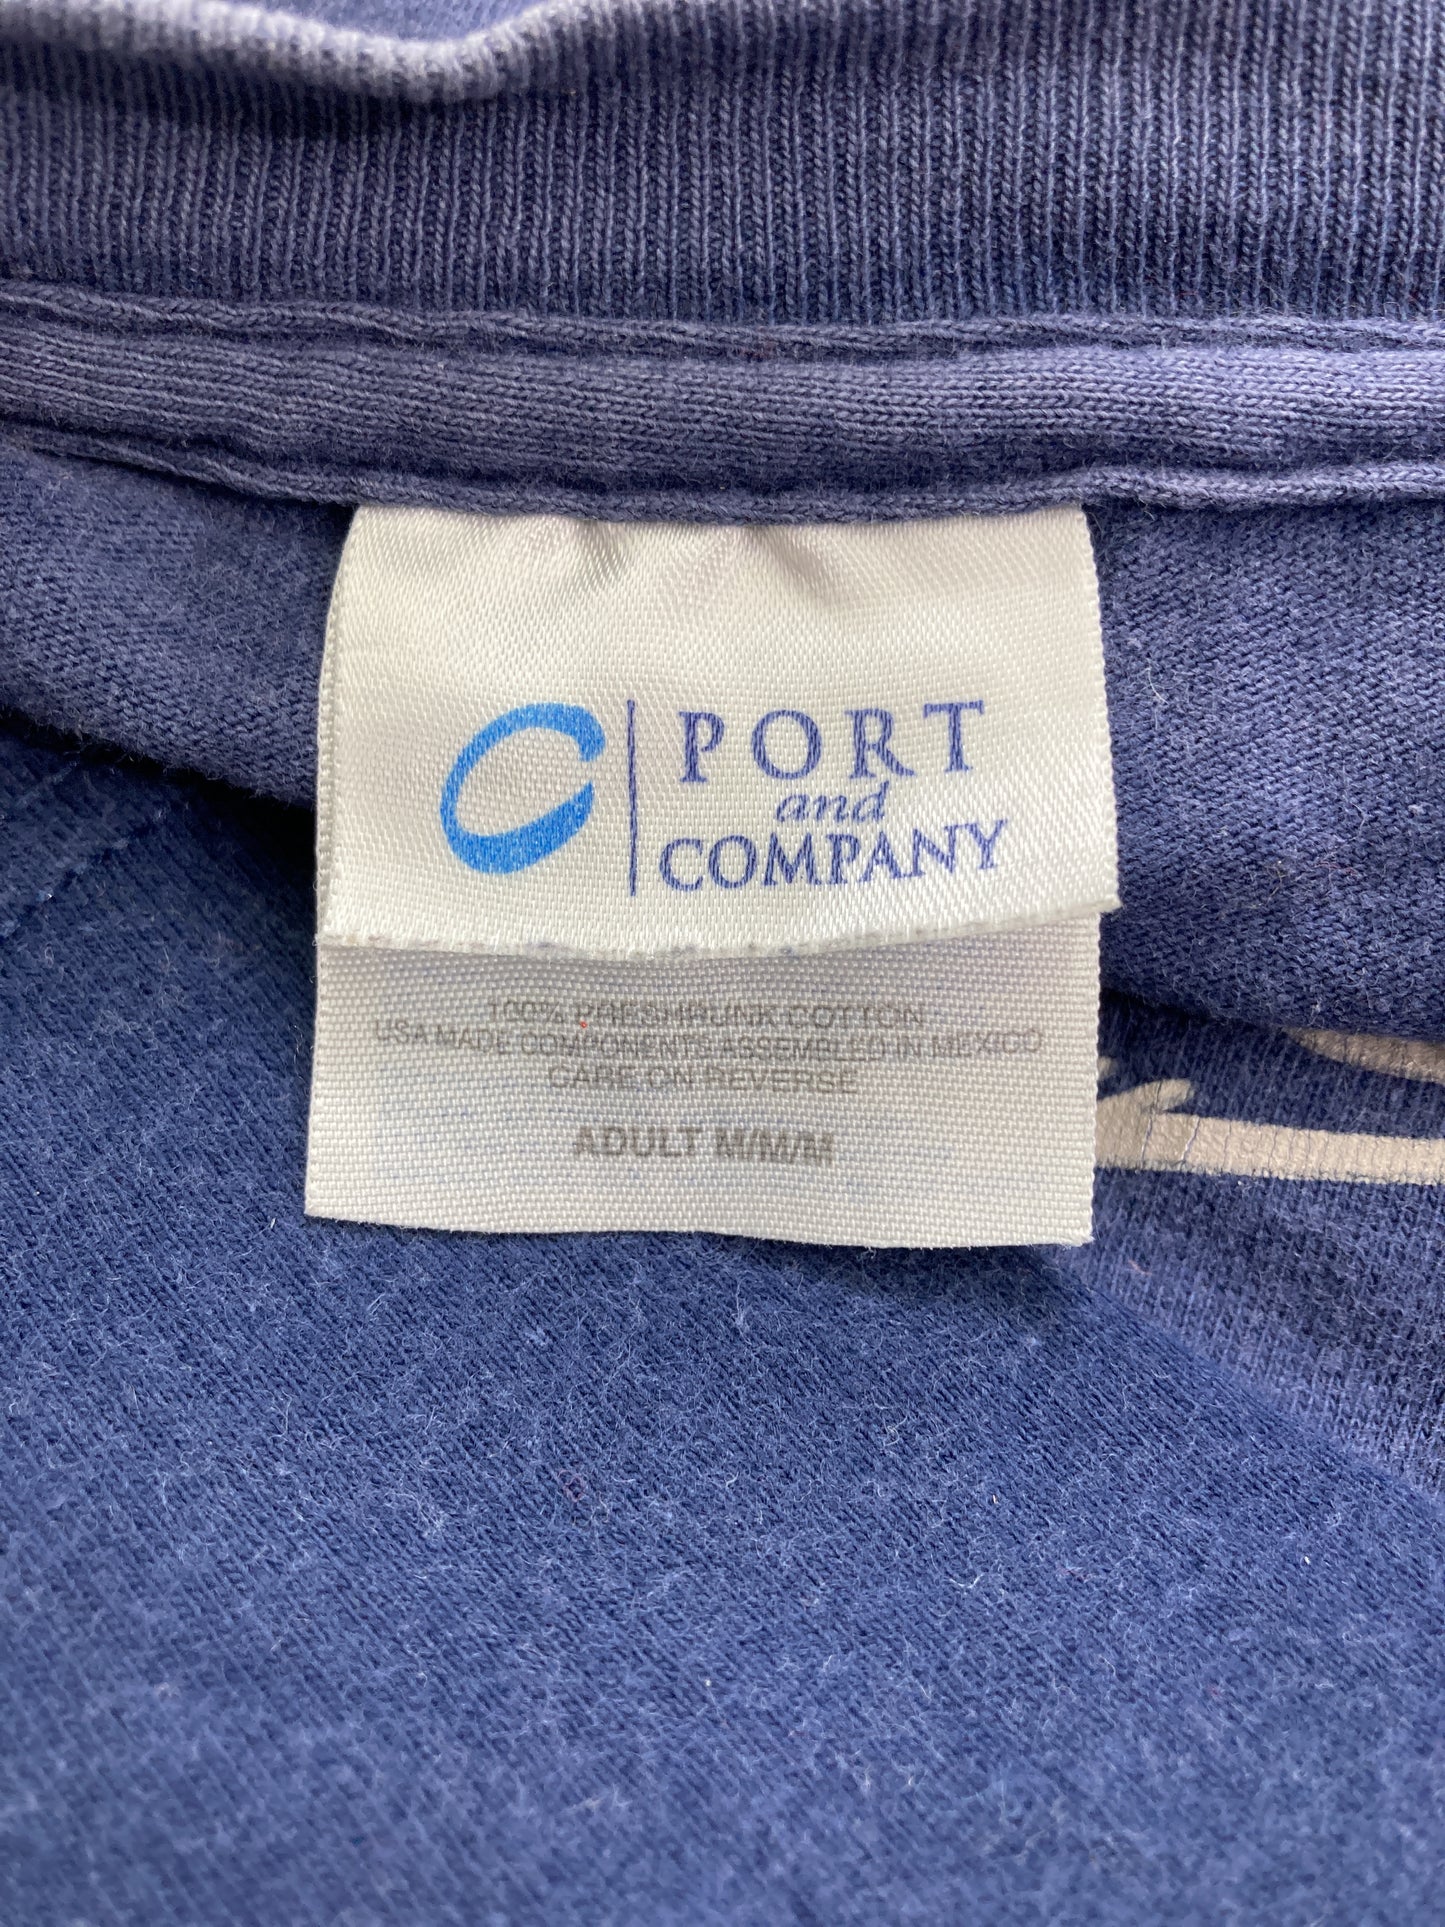 PORT
and
COMPANY
100% PRESHRUNK COTTON
USA MADE COMPONENTS ASSEMBLED IN MEXICO
CARE ON REVERSE
ADULT M/M/M